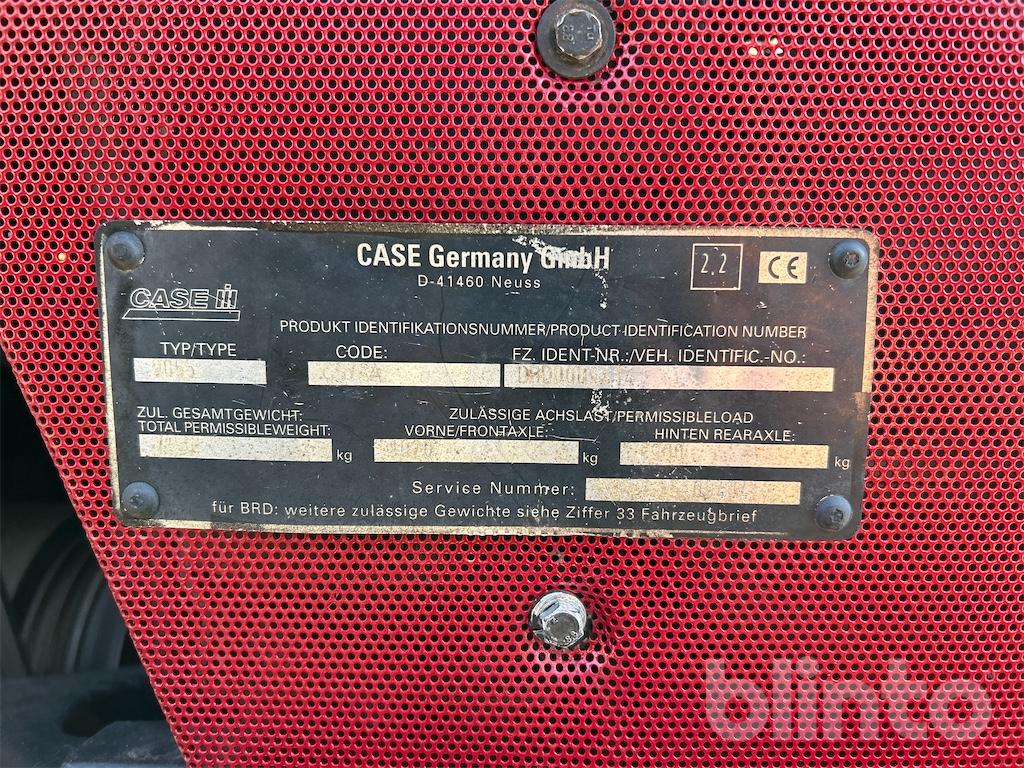 CASE Germany GmbH
D-41460 Neuss
2.2
CE
CASE IH
PRODUKT IDENTIFIKATIONSNUMMER/PRODUCT-IDENTIFICATION NUMBER
TYP/TYPE
CODE:
FZ. IDENT-NR.:/VEH. IDENTIFIC.-NO.:
ZUL. GESAMTGEWICHT:
TOTAL PERMISSIBLEWEIGHT:
kg
ZULÄSSIGE ACHSLAST/PERMISSIBLELOAD
VORNE/FRONTAXLE:
kg
HINTEN REARAXLE:
kg
Service Nummer:
für BRD: weitere zulässige Gewichte siehe Ziffer 33 Fahrzeugbrief
blinto